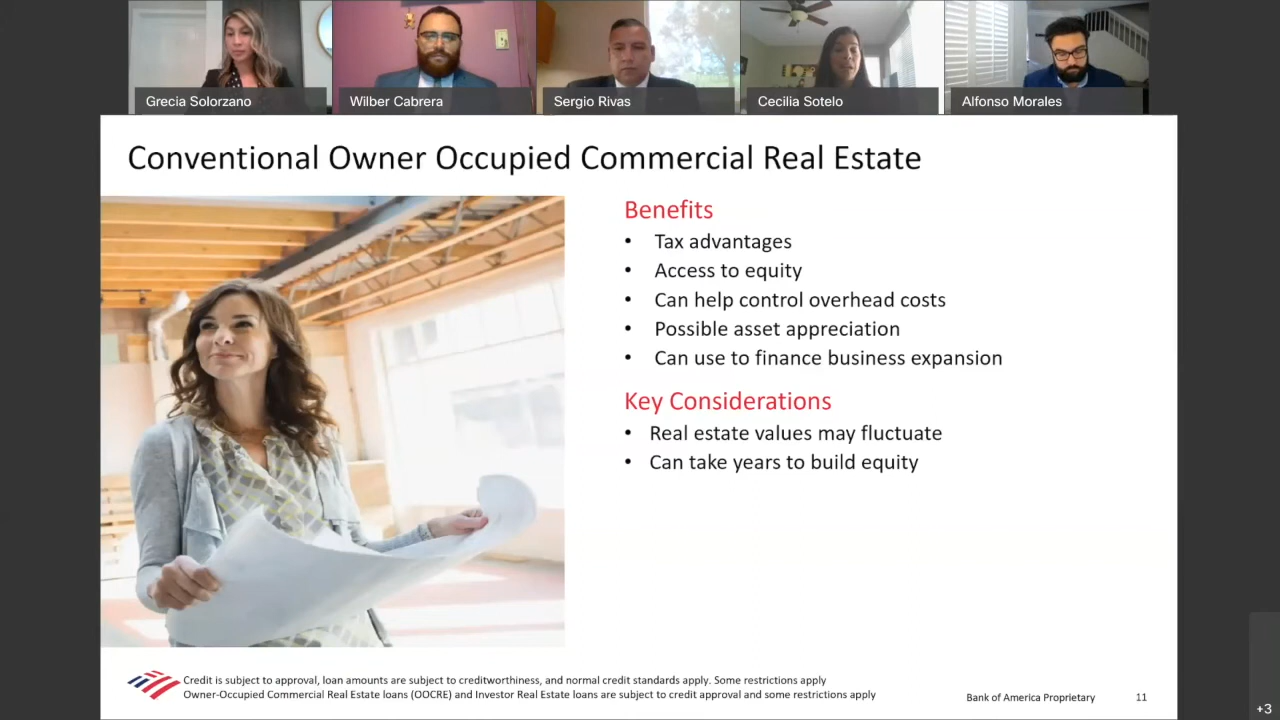 Grecia Solorzano
Wilber Cabrera
Sergio Rivas
Cecilia Sotelo
Alfonso Morales
Conventional Owner Occupied Commercial Real Estate
Benefits
• Tax advantages
• Access to equity
• Can help control overhead costs
• Possible asset appreciation
• Can use to finance business expansion
Key Considerations
• Real estate values may fluctuate
• Can take years to build equity
Credit is subject to approval, loan amounts are subject to creditworthiness, and normal credit standards apply. Some restrictions apply
Owner-Occupied Commercial Real Estate loans (OOCRE) and Investor Real Estate loans are subject to credit approval and some restrictions apply
Bank of America Proprietary
11
+3